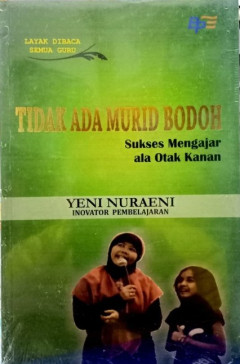 LAYAK DIBACA
SEMUA GURU
TIDAK ADA MURID BODOH
Sukses Mengajar
ala Otak Kanan
YENI NURAENI
INOVATOR PEMBELAJARAN